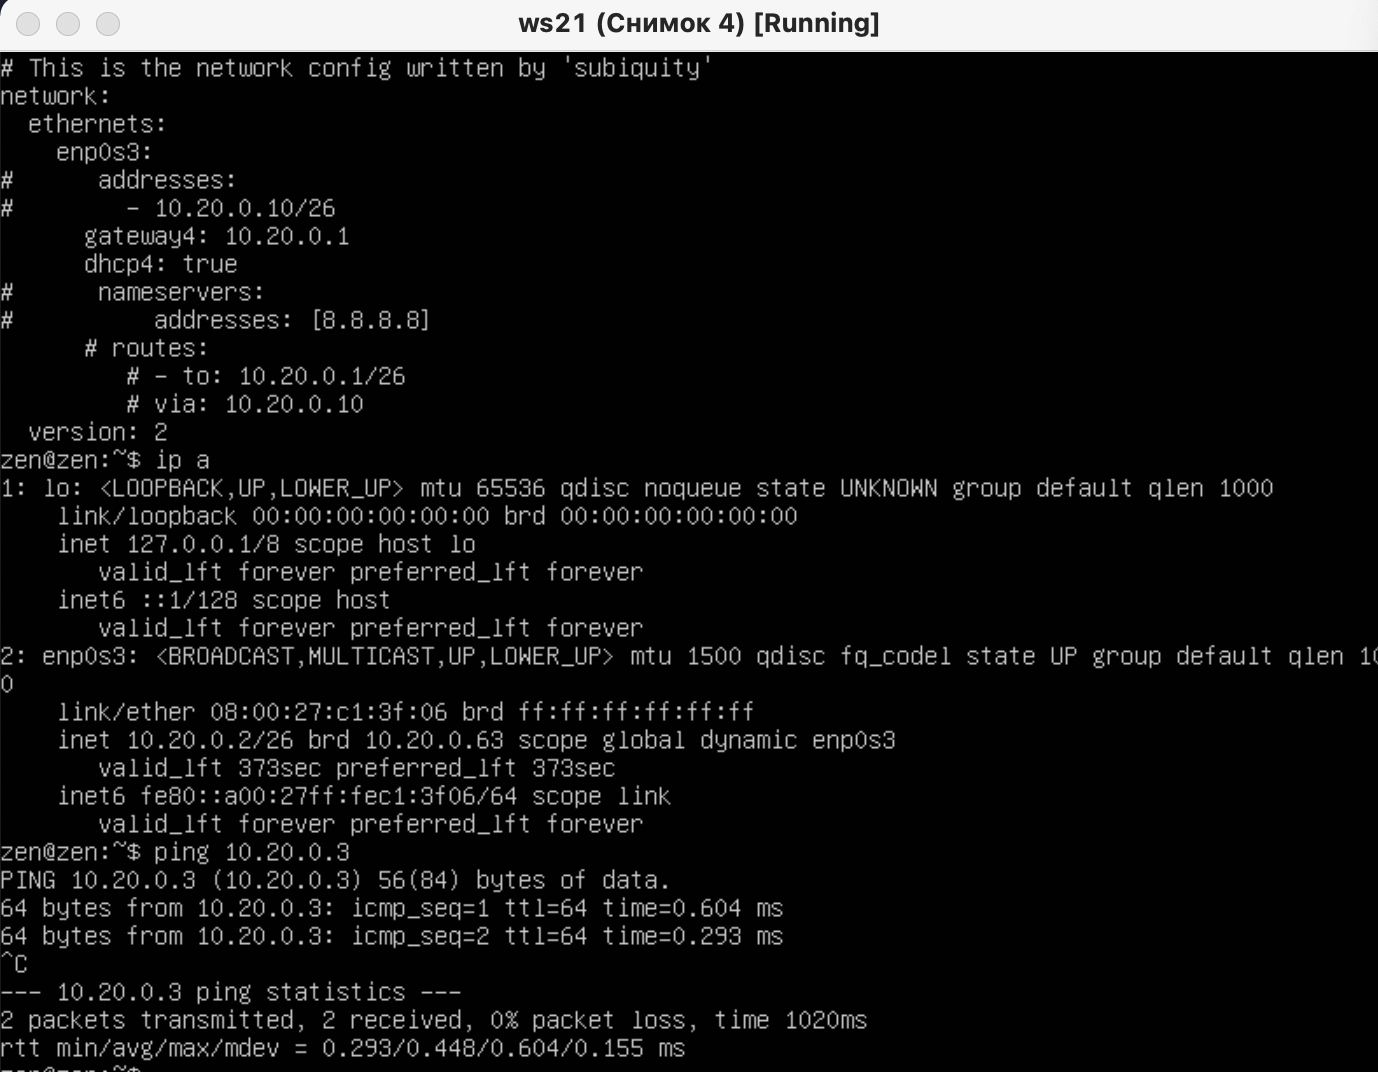 ws21 (Снимок 4) [Running]
# This is the network config written by 'subiquity'
network:
  ethernets:
    enp0s3:
#      addresses:
#        - 10.20.0.10/26
      gateway4: 10.20.0.1
      dhcp4: true
#      nameservers:
#          addresses: [8.8.8.8]
      # routes:
         # - to: 10.20.0.1/26
         # via: 10.20.0.10
  version: 2
zen@zen:~$ ip a
1: lo: <LOOPBACK,UP,LOWER_UP> mtu 65536 qdisc noqueue state UNKNOWN group default qlen 1000
    link/loopback 00:00:00:00:00:00 brd 00:00:00:00:00:00
    inet 127.0.0.1/8 scope host lo
       valid_lft forever preferred_lft forever
    inet6 ::1/128 scope host
       valid_lft forever preferred_lft forever
2: enp0s3: <BROADCAST,MULTICAST,UP,LOWER_UP> mtu 1500 qdisc fq_codel state UP group default qlen 10
0
    link/ether 08:00:27:c1:3f:06 brd ff:ff:ff:ff:ff:ff
    inet 10.20.0.2/26 brd 10.20.0.63 scope global dynamic enp0s3
       valid_lft 373sec preferred_lft 373sec
    inet6 fe80::a00:27ff:fec1:3f06/64 scope link
       valid_lft forever preferred_lft forever
zen@zen:~$ ping 10.20.0.3
PING 10.20.0.3 (10.20.0.3) 56(84) bytes of data.
64 bytes from 10.20.0.3: icmp_seq=1 ttl=64 time=0.604 ms
64 bytes from 10.20.0.3: icmp_seq=2 ttl=64 time=0.293 ms
^C
--- 10.20.0.3 ping statistics ---
2 packets transmitted, 2 received, 0% packet loss, time 1020ms
rtt min/avg/max/mdev = 0.293/0.448/0.604/0.155 ms